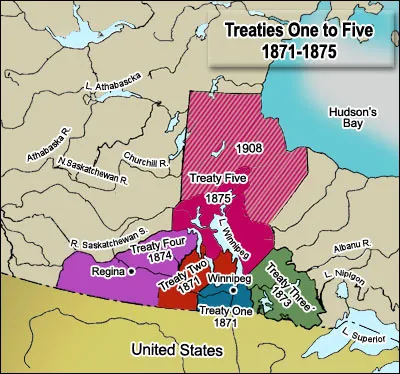 Treaties One to Five
1871-1875
Hudson's
Bay
L. Athabascka
Athabaska R.
N.Saskatchewan R.
Churchill R.
1908
Treaty Five
1875
L. Winnipeg
R. Saskatchewan S.
Treaty Four
1874
Regina
Treaty Two
1871
Winnipeg
Treaty One
1871
Treaty Three
1873
Albanu R.
L. Nipigon
L. Superior
United States